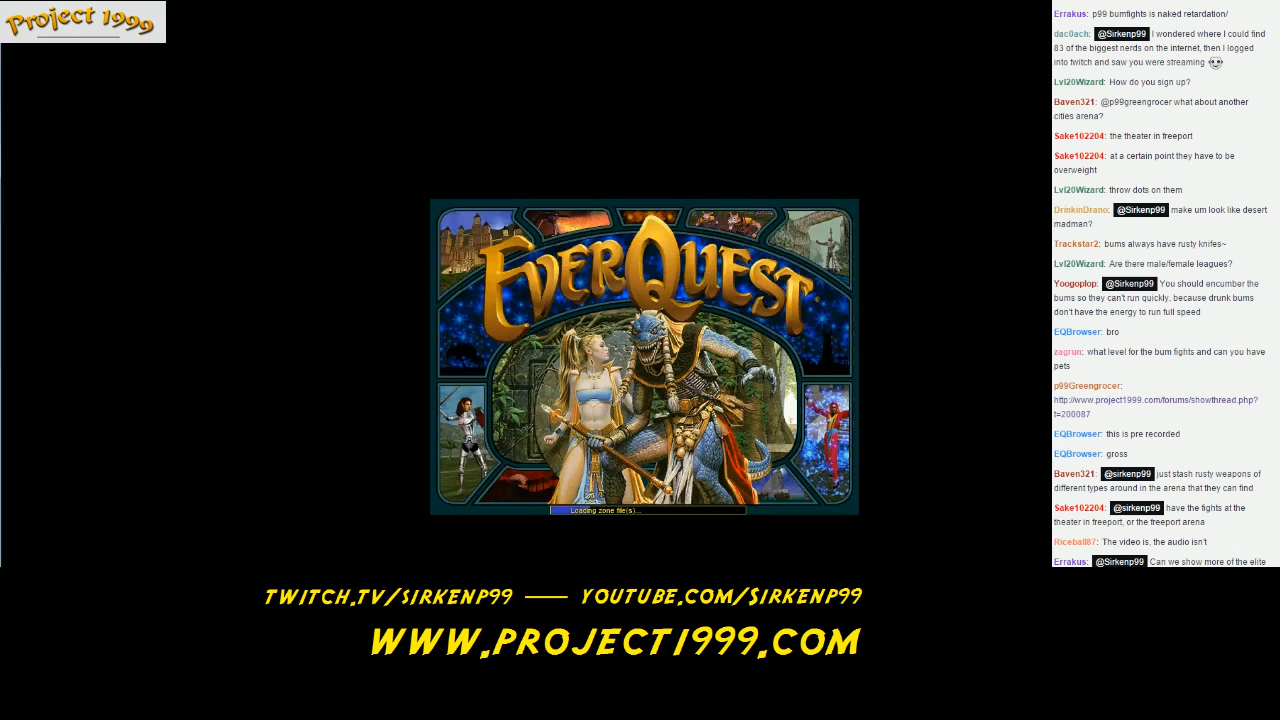 Project 1999
EverQuest
Loading zone file(s)...
TWITCH.TV/SIRKENP99 —— YOUTUBE.COM/SIRKENP99
WWW.PROJECT1999.COM
Errakus: p99 bumfights is naked retardation/
dac0ach: @Sirkenp99 I wondered where I could find
83 of the biggest nerds on the internet, then I logged
into twitch and saw you were streaming
Lvl20Wizard: How do you sign up?
Baven321: @p99greengrocer what about another
cities arena?
Sake102204: the theater in freeport
Sake102204: at a certain point they have to be
overweight
Lvl20Wizard: throw dots on them
DrinkinDrano: @Sirkenp99 make um look like desert
madman?
Trackstar2: bums always have rusty knifes~
Lvl20Wizard: Are there male/female leagues?
Yoogoplop: @Sirkenp99 You should encumber the
bums so they can't run quickly, because drunk bums
don't have the energy to run full speed
EQBrowser: bro
zagrun: what level for the bum fights and can you have
pets
p99Greengrocer:
http://www.project1999.com/forums/showthread.php?
t=200087
EQBrowser: this is pre recorded
EQBrowser: gross
Baven321: @sirkenp99 just stash rusty weapons of
different types around in the arena that they can find
Sake102204: @sirkenp99 have the fights at the
theater in freeport, or the freeport arena
Riceball87: The video is, the audio isn't
Errakus: @Sirkenp99 Can we show more of the elite